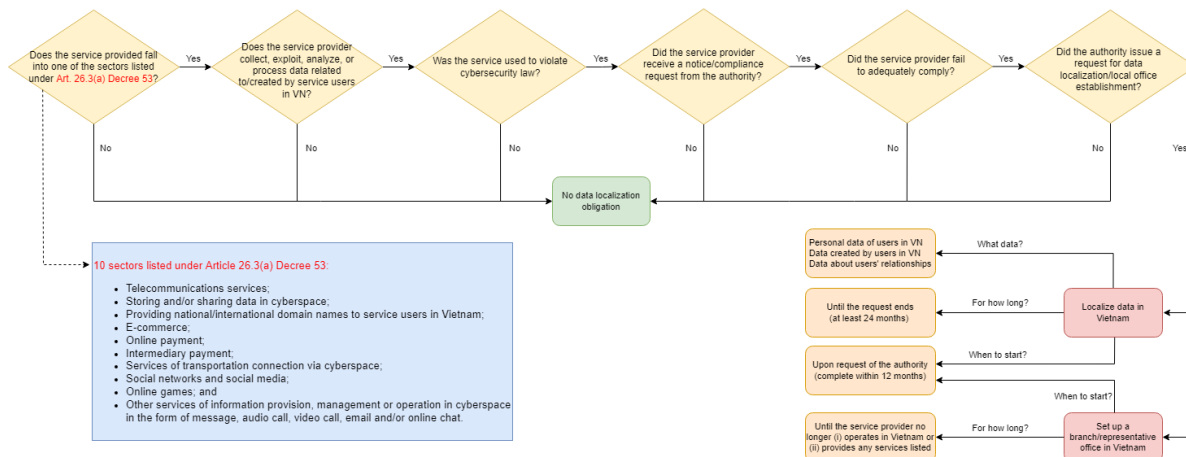 Does the service provided fall
into one of the sectors listed
under Art. 26.3(a) Decree 53?
Yes
Does the service provider
collect, exploit, analyze, or
process data related
to/created by service users
in VN?
Yes
Was the service used to violate
cybersecurity law?
Yes
Did the service provider
receive a notice/compliance
request from the authority?
Yes
Did the service provider fail
to adequately comply?
Yes
Did the authority issue a
request for data
localization/local office
establishment?
No
No
No
No
No
No
Yes
No data localization
obligation
10 sectors listed under Article 26.3(a) Decree 53:
• Telecommunications services;
• Storing and/or sharing data in cyberspace;
• Providing national/international domain names to service users in Vietnam;
• E-commerce;
• Online payment;
• Intermediary payment;
• Services of transportation connection via cyberspace;
• Social networks and social media;
• Online games; and
• Other services of information provision, management or operation in cyberspace
in the form of message, audio call, video call, email and/or online chat.
Personal data of users in VN
Data created by users in VN
Data about users' relationships
What data?
Until the request ends
(at least 24 months)
For how long?
Localize data in
Vietnam
Upon request of the authority
(complete within 12 months)
When to start?
When to start?
Until the service provider no
longer (i) operates in Vietnam or
(ii) provides any services listed
For how long?
Set up a
branch/representative
office in Vietnam